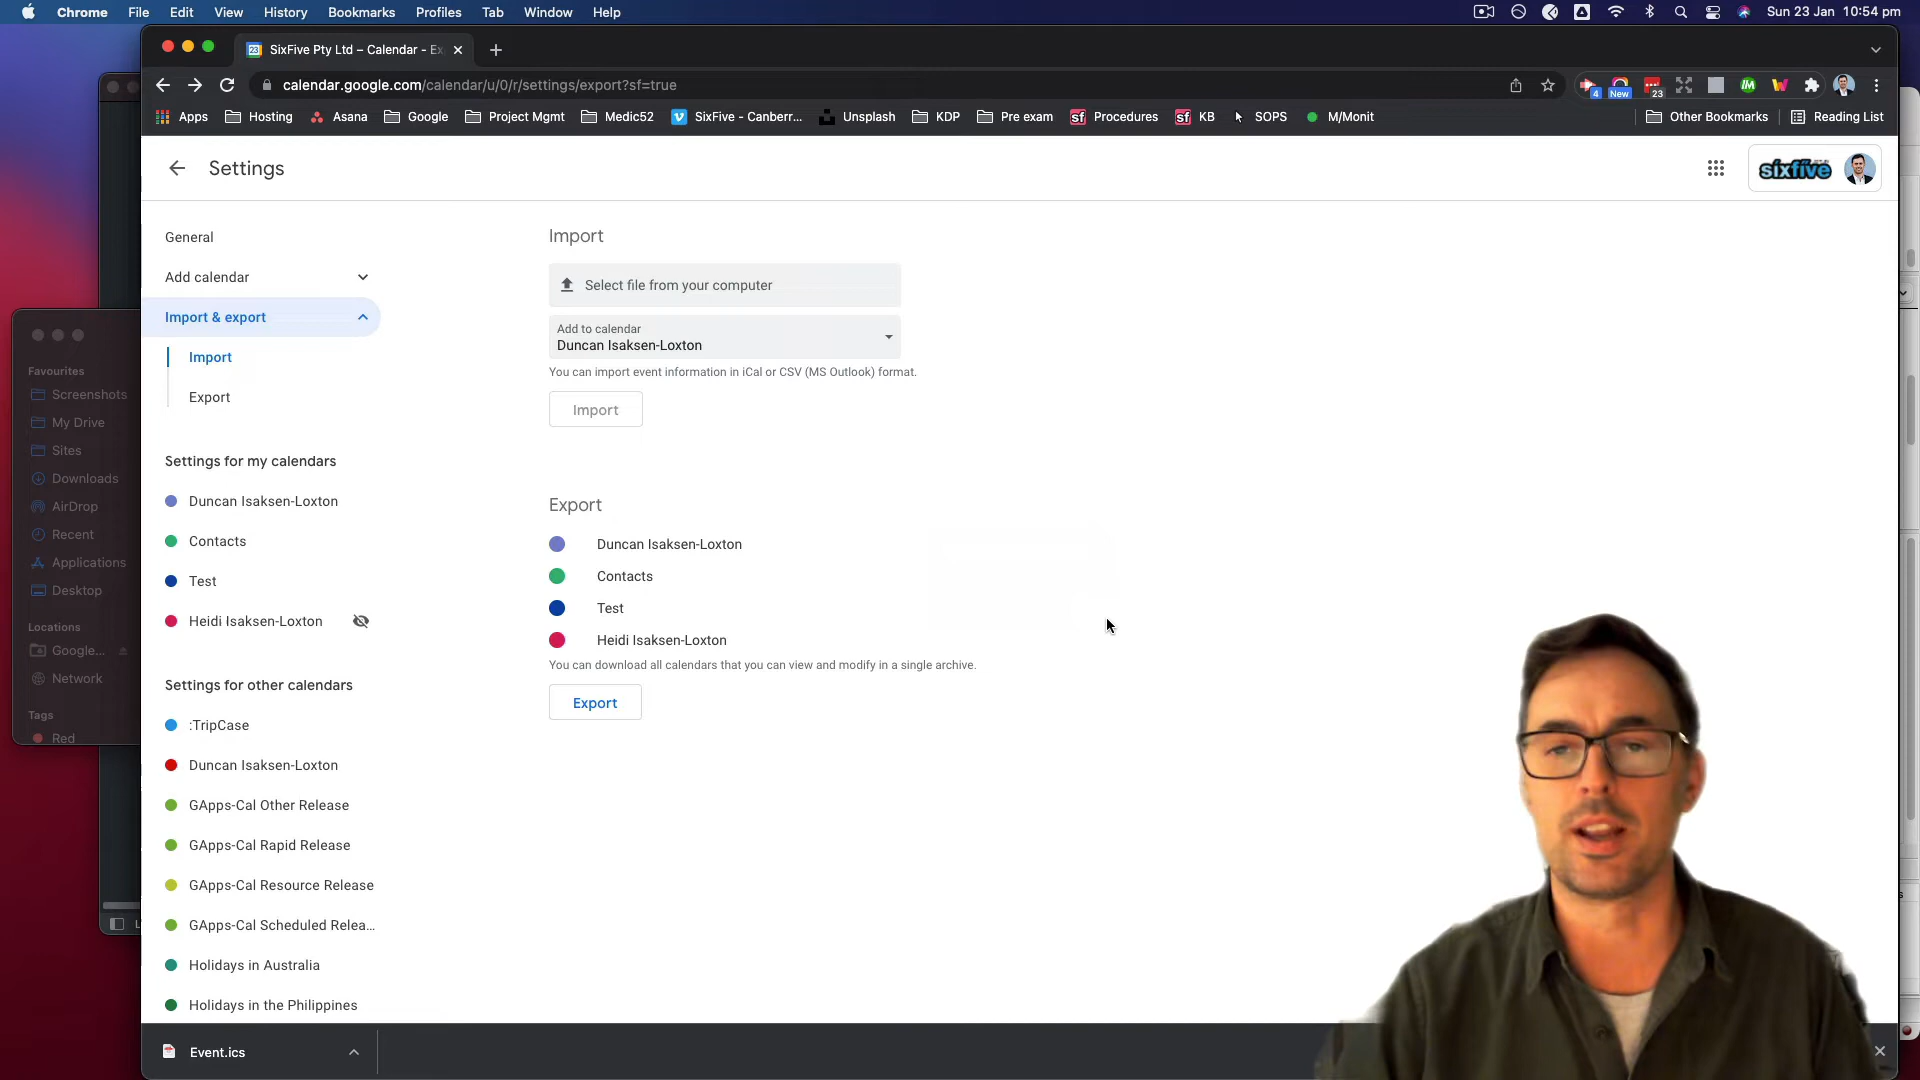 Chrome File Edit View History Bookmarks Profiles Tab Window Help
Sun 23 Jan 10:54 pm
SixFive Pty Ltd – Calendar - Ex
calendar.google.com/calendar/u/0/r/settings/export?sf=true
4
New
23
Apps Hosting Asana Google Project Mgmt Medic52 SixFive - Canberr... Unsplash KDP Pre exam Procedures KB SOPS M/Monit Other Bookmarks Reading List
Settings
sixfive
General
Add calendar
Import & export
Import
Export
Settings for my calendars
Duncan Isaksen-Loxton
Contacts
Test
Heidi Isaksen-Loxton
Settings for other calendars
:TripCase
Duncan Isaksen-Loxton
GApps-Cal Other Release
GApps-Cal Rapid Release
GApps-Cal Resource Release
GApps-Cal Scheduled Relea...
Holidays in Australia
Holidays in the Philippines
Import
Select file from your computer
Add to calendar
Duncan Isaksen-Loxton
You can import event information in iCal or CSV (MS Outlook) format.
Import
Export
Duncan Isaksen-Loxton
Contacts
Test
Heidi Isaksen-Loxton
You can download all calendars that you can view and modify in a single archive.
Export
Favourites
Screenshots
My Drive
Sites
Downloads
AirDrop
Recent
Applications
Desktop
Locations
Google...
Network
Tags
Red
Event.ics